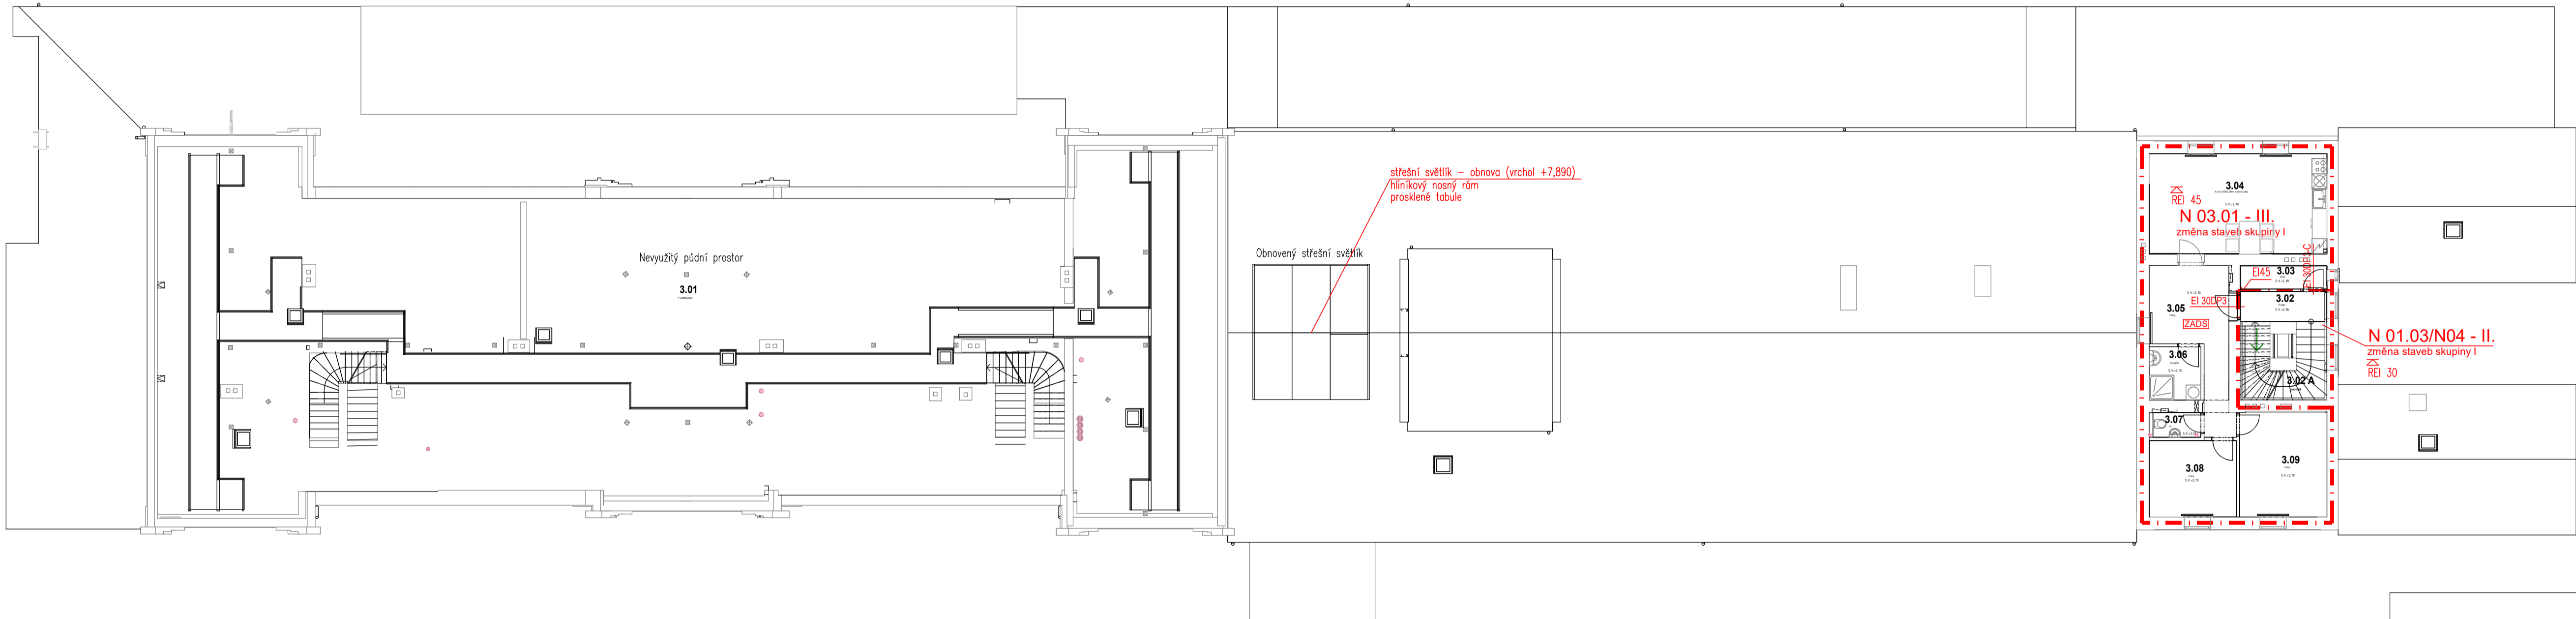 střešní světlík – obnova (vrchol +7,890)
hliníkový nosný rám
prosklené tabule
Obnovený střešní světlík
Nevyužitý půdní prostor
3.01
3.04
REI 45
N 03.01 - III.
změna staveb skupiny I
EI 30DP3-C
EI45
3.03
3.02
EI 30DP3
3.05
ZADS
3.06
3.02 A
3.07
3.08
3.09
N 01.03/N04 - II.
změna staveb skupiny I
REI 30